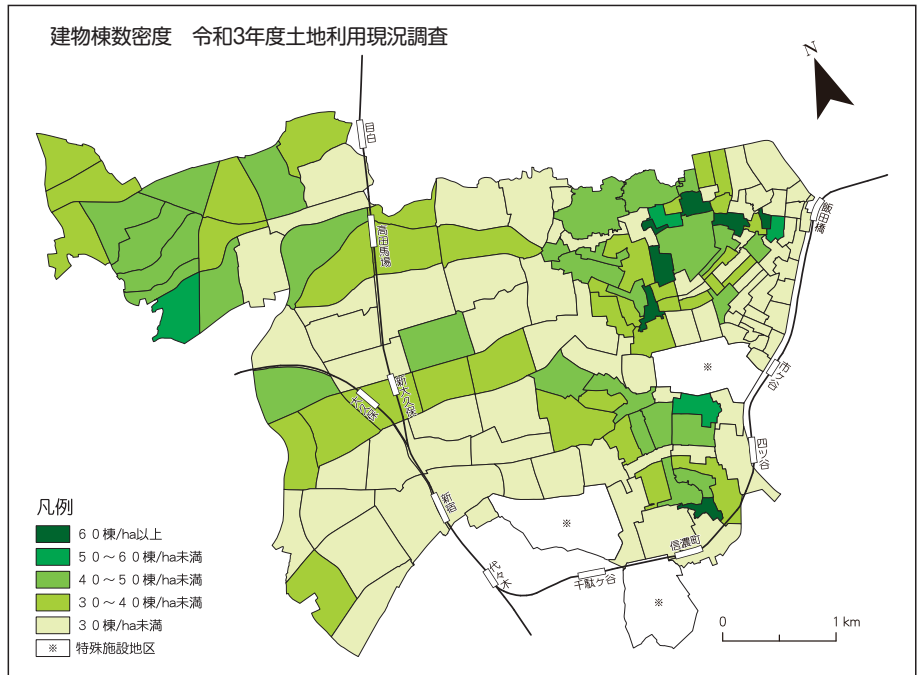 建物棟数密度　令和3年度土地利用現況調査
N
目白
飯田橋
高田馬場
※
市ケ谷
新大久保
大久保
四ツ谷
新宿
※
信濃町
代々木
千駄ケ谷
※
凡例
６０棟/ha以上
５０～６０棟/ha未満
４０～５０棟/ha未満
３０～４０棟/ha未満
３０棟/ha未満
※ 特殊施設地区
0 1 km